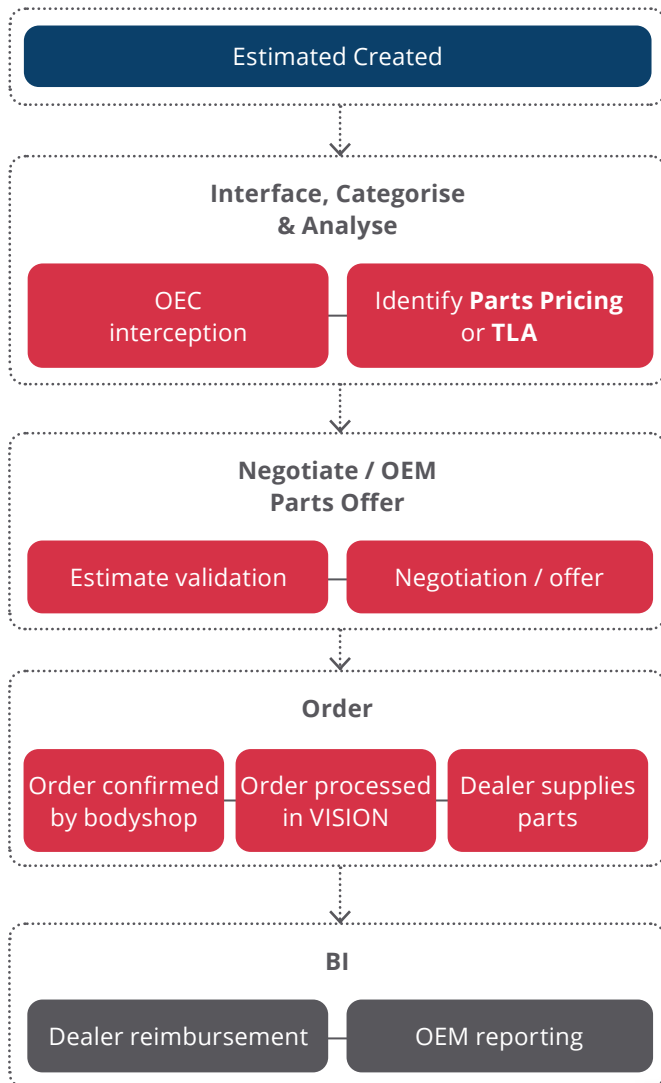 Estimated Created
Interface, Categorise
& Analyse
OEC
interception
Identify Parts Pricing
or TLA
Negotiate / OEM
Parts Offer
Estimate validation
Negotiation / offer
Order
Order confirmed
by bodyshop
Order processed
in VISION
Dealer supplies
parts
BI
Dealer reimbursement
OEM reporting